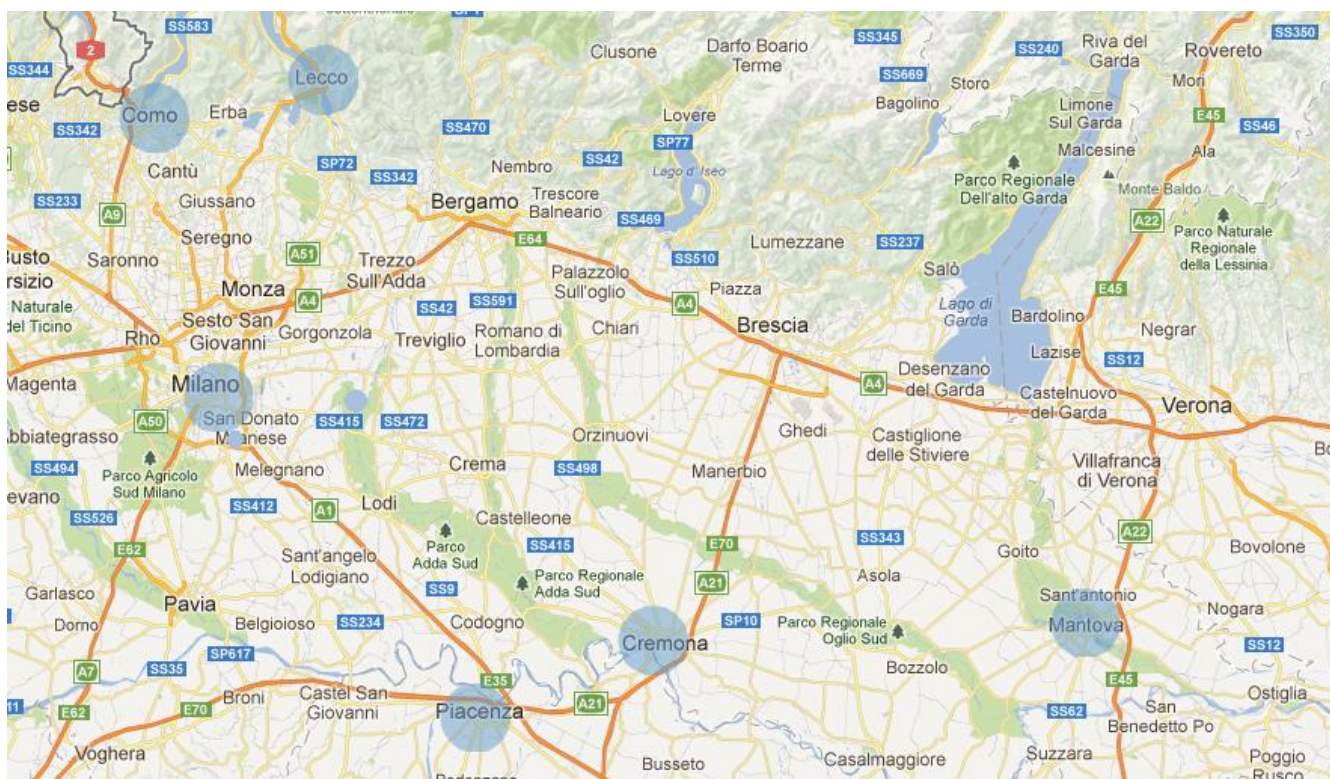 SS583
SP1
SS345
SS240
Riva del
Garda
Rovereto
SS350
2
SS344
Lecco
Clusone
Darfo Boario
Terme
SS669
Storo
Mori
ese
Como
Erba
Bagolino
Limone
Sul Garda
E45
SS46
SS342
SS470
Lovere
SP77
Malcesine
Ala
Cantù
SP72
SS342
Nembro
SS42
Lago d' Iseo
Parco Regionale
Dell'alto Garda
Monte Baldo
SS233
A9
Giussano
Bergamo
Trescore
Balneario
SS469
A22
Parco Naturale
Regionale
della Lessinia
Seregno
E64
Lumezzane
SS237
Busto
rsizio
Saronno
A51
Trezzo
Sull'Adda
Palazzolo
Sull'oglio
SS510
Salò
Monza
A4
SS42
SS591
A4
Piazza
E45
Naturale
del Ticino
Sesto San
Giovanni
Gorgonzola
Treviglio
Romano di
Lombardia
Chiari
Brescia
Lago di
Garda
Bardolino
Negrar
Rho
Lazise
SS12
Magenta
Milano
A4
Desenzano
del Garda
Castelnuovo
del Garda
Verona
A50
San Donato
Milanese
SS415
SS472
Abbiategrasso
Orzinuovi
Ghedi
Castiglione
delle Stiviere
Bo
SS494
Parco Agricolo
Sud Milano
Melegnano
Crema
SS498
Manerbio
Villafranca
di Verona
evano
SS412
A1
Lodi
SS526
Castelleone
A22
E62
Parco
Adda Sud
SS415
E70
SS343
Goito
Bovolone
Sant'angelo
Lodigiano
SS9
Parco Regionale
Adda Sud
A21
Asola
Garlasco
Pavia
Sant'antonio
Nogara
Dorno
Belgioioso
SS234
Codogno
Cremona
SP10
Parco Regionale
Oglio Sud
Mantova
SS12
SP617
A7
SS35
E35
Bozzolo
E45
11
E62
E70
Broni
Castel San
Giovanni
Piacenza
A21
SS62
San
Benedetto Po
Ostiglia
Voghera
Busseto
Casalmaggiore
Suzzara
Poggio
Rusco